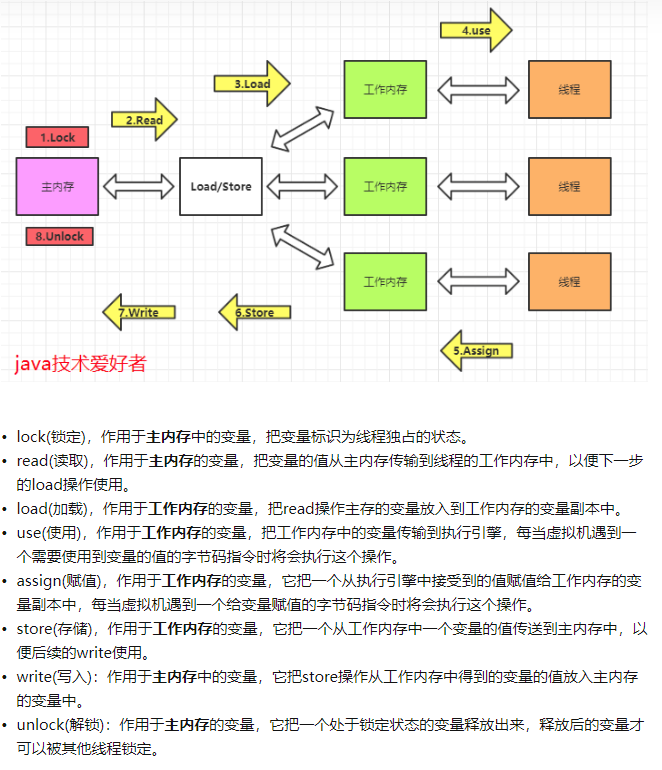 4.use
3.Load
工作内存
线程
2.Read
1.Lock
主内存
Load/Store
工作内存
线程
8.Unlock
工作内存
线程
7.Write
6.Store
5.Assign
java技术爱好者
• lock(锁定)，作用于主内存中的变量，把变量标识为线程独占的状态。
• read(读取)，作用于主内存的变量，把变量的值从主内存传输到线程的工作内存中，以便下一步
的load操作使用。
• load(加载)，作用于工作内存的变量，把read操作主存的变量放入到工作内存的变量副本中。
• use(使用)，作用于工作内存的变量，把工作内存中的变量传输到执行引擎，每当虚拟机遇到一
个需要使用到变量的值的字节码指令时将会执行这个操作。
• assign(赋值)，作用于工作内存的变量，它把一个从执行引擎中接受到的值赋值给工作内存的变
量副本中，每当虚拟机遇到一个给变量赋值的字节码指令时将会执行这个操作。
• store(存储)，作用于工作内存的变量，它把一个从工作内存中一个变量的值传送到主内存中，以
便后续的write使用。
• write(写入)：作用于主内存中的变量，它把store操作从工作内存中得到的变量的值放入主内存
的变量中。
• unlock(解锁)：作用于主内存的变量，它把一个处于锁定状态的变量释放出来，释放后的变量才
可以被其他线程锁定。